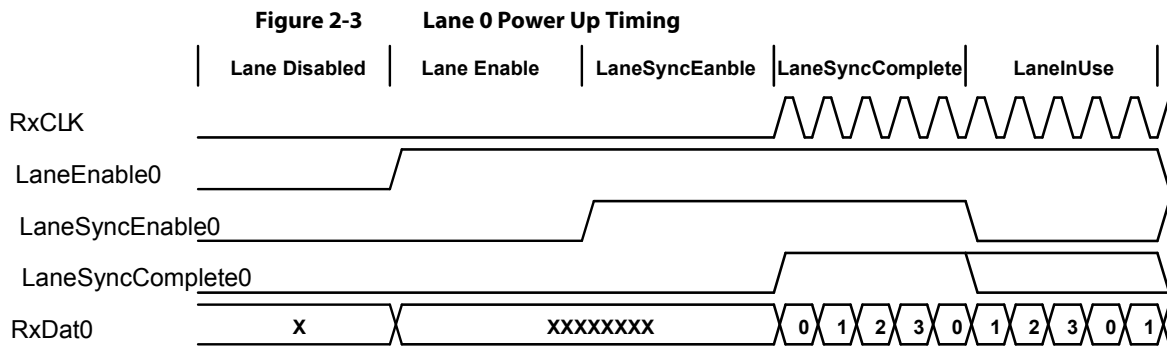 Figure 2-3 Lane 0 Power Up Timing
Lane Disabled Lane Enable LaneSyncEanble LaneSyncComplete LaneInUse
RxCLK
LaneEnable0
LaneSyncEnable0
LaneSyncComplete0
RxDat0 X XXXXXXXX 0 1 2 3 0 1 2 3 0 1